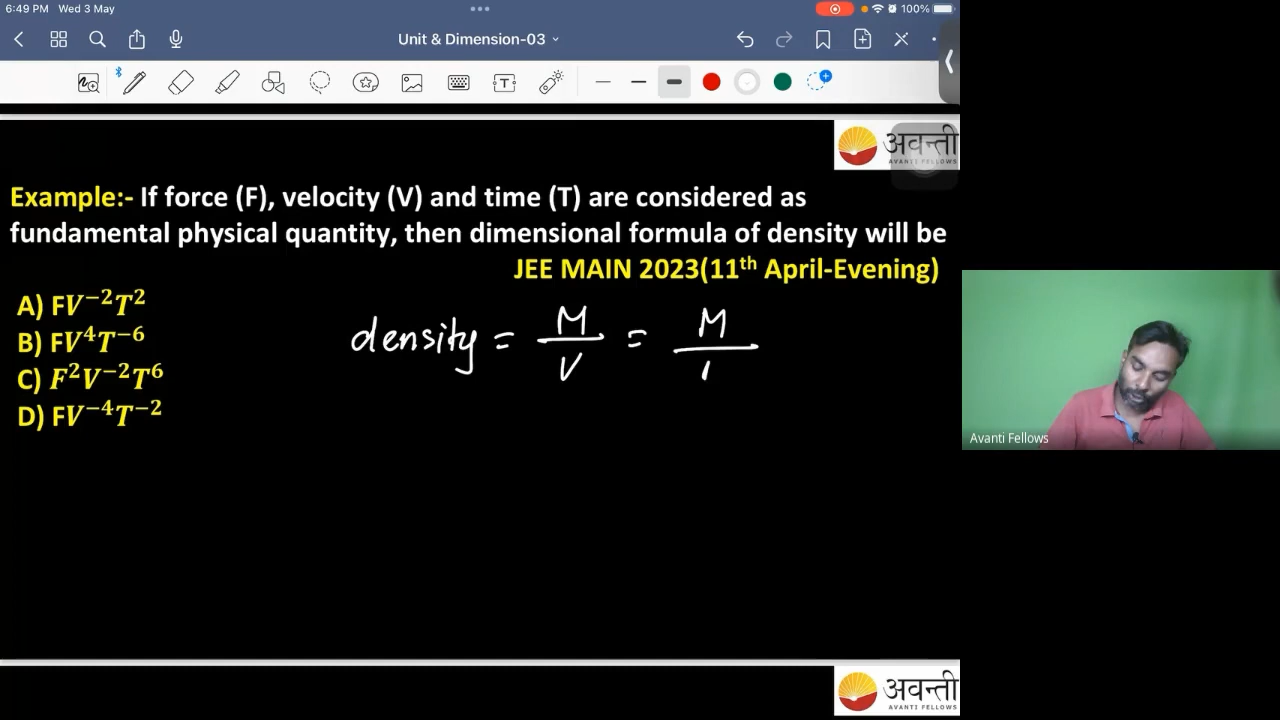 6:49 PM Wed 3 May
100%
Unit & Dimension-03
अवन्ती
AVANTI FELLOWS
Example:- If force (F), velocity (V) and time (T) are considered as
fundamental physical quantity, then dimensional formula of density will be
JEE MAIN 2023(11th April-Evening)
A) FV⁻²T²
B) FV⁴T⁻⁶
C) F²V⁻²T⁶
D) FV⁻⁴T⁻²
density = M/V = M/
Avanti Fellows
अवन्ती
AVANTI FELLOWS